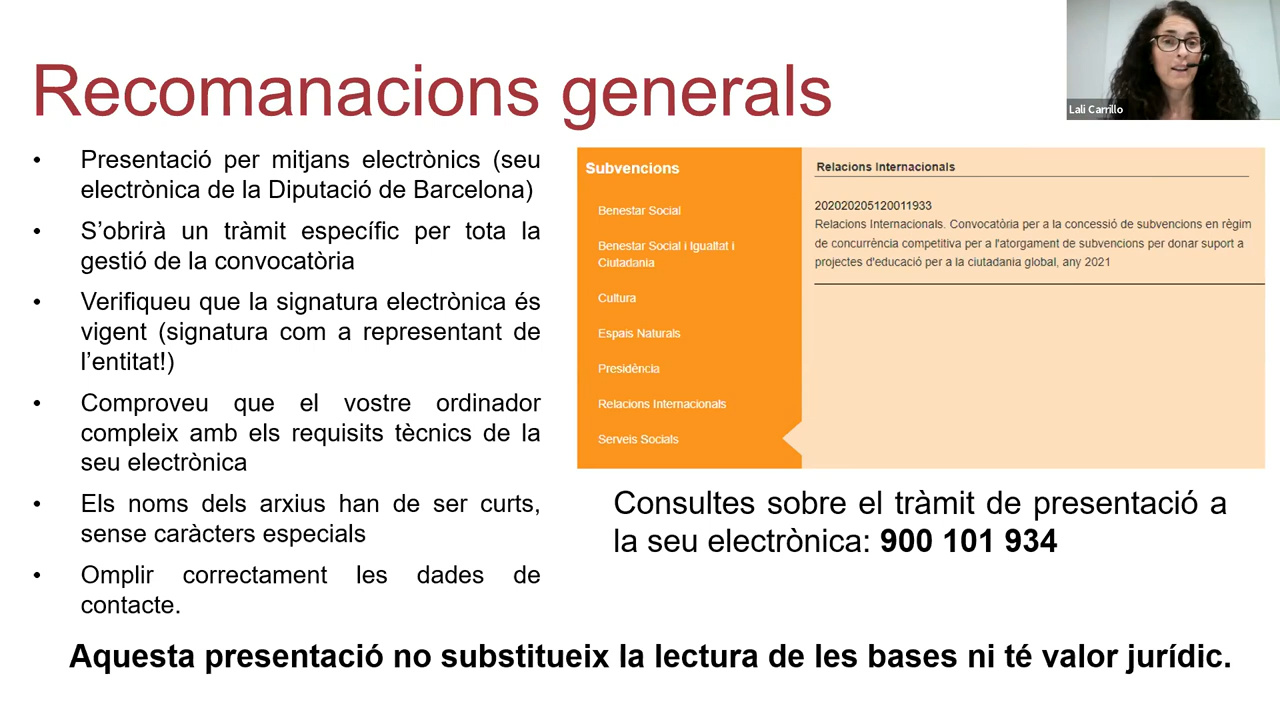 Recomanacions generals
Lali Carrillo
• Presentació per mitjans electrònics (seu
electrònica de la Diputació de Barcelona)
• S’obrirà un tràmit específic per tota la
gestió de la convocatòria
• Verifiqueu que la signatura electrònica és
vigent (signatura com a representant de
l’entitat!)
• Comproveu que el vostre ordinador
compleix amb els requisits tècnics de la
seu electrònica
• Els noms dels arxius han de ser curts,
sense caràcters especials
• Omplir correctament les dades de
contacte.
Subvencions
Benestar Social
Benestar Social i Igualtat i
Ciutadania
Cultura
Espais Naturals
Presidència
Relacions Internacionals
Serveis Socials
Relacions Internacionals
202020205120011933
Relacions Internacionals. Convocatòria per a la concessió de subvencions en règim
de concurrència competitiva per a l'atorgament de subvencions per donar suport a
projectes d'educació per a la ciutadania global, any 2021
Consultes sobre el tràmit de presentació a
la seu electrònica: 900 101 934
Aquesta presentació no substitueix la lectura de les bases ni té valor jurídic.